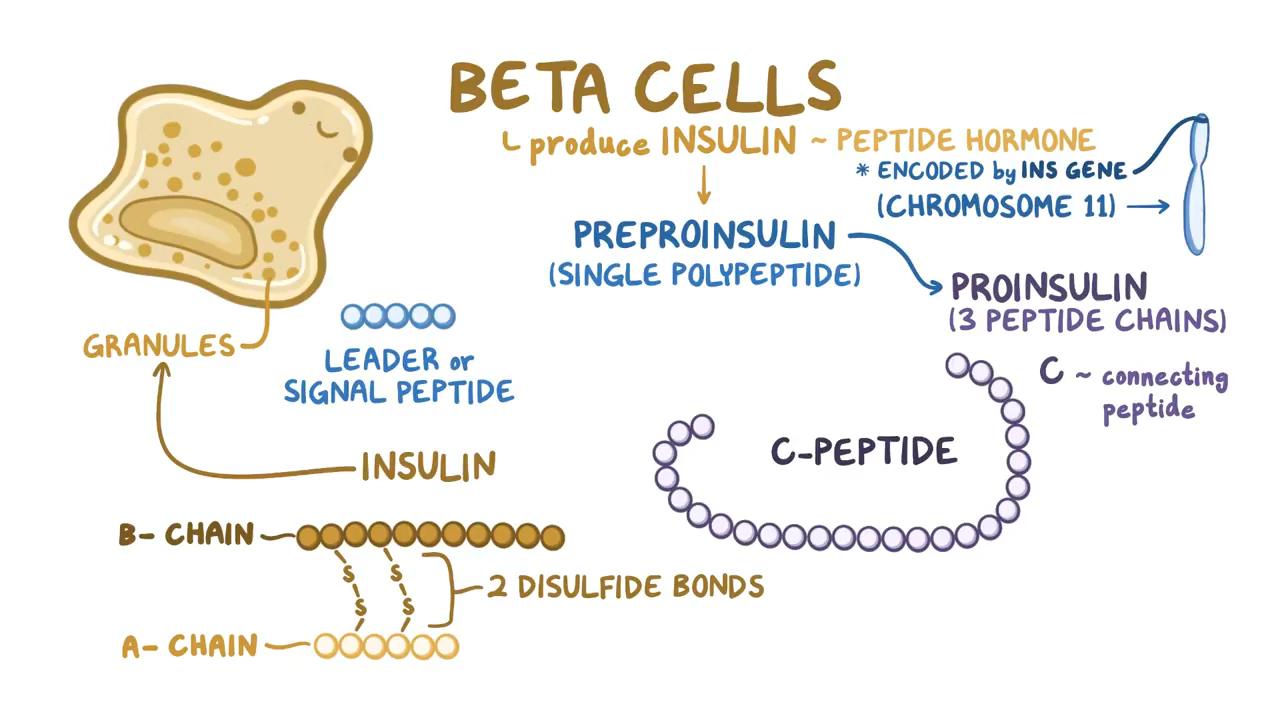 BETA CELLS
produce INSULIN ~ PEPTIDE HORMONE
* ENCODED by INS GENE
(CHROMOSOME 11)
PREPROINSULIN
(SINGLE POLYPEPTIDE)
PROINSULIN
(3 PEPTIDE CHAINS)
GRANULES
LEADER or
SIGNAL PEPTIDE
C ~ connecting
peptide
C-PEPTIDE
INSULIN
B- CHAIN
S S
S S
2 DISULFIDE BONDS
A- CHAIN